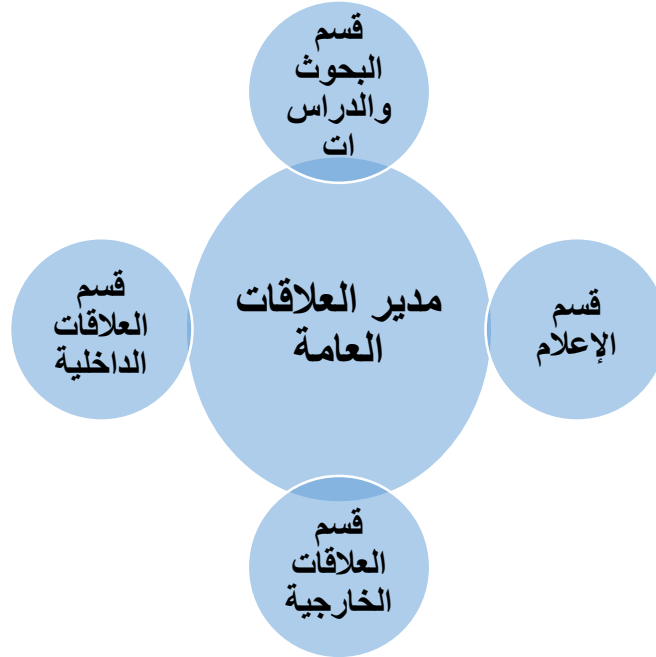 قسم
البحوث
والدراس
ات
مدير العلاقات
العامة
قسم
الإعلام
قسم
العلاقات
الداخلية
قسم
العلاقات
الخارجية